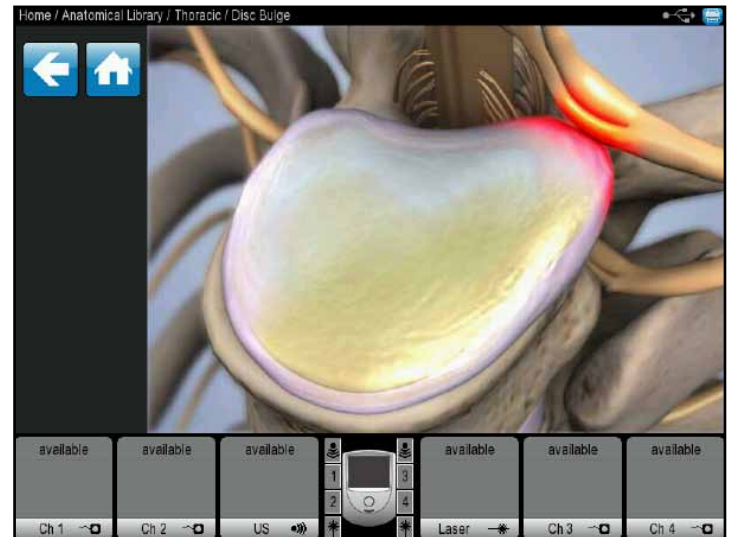 Home / Anatomical Library / Thoracic / Disc Bulge
available available available available available available
1 3
2 4
Ch 1 Ch 2 US Laser Ch 3 Ch 4